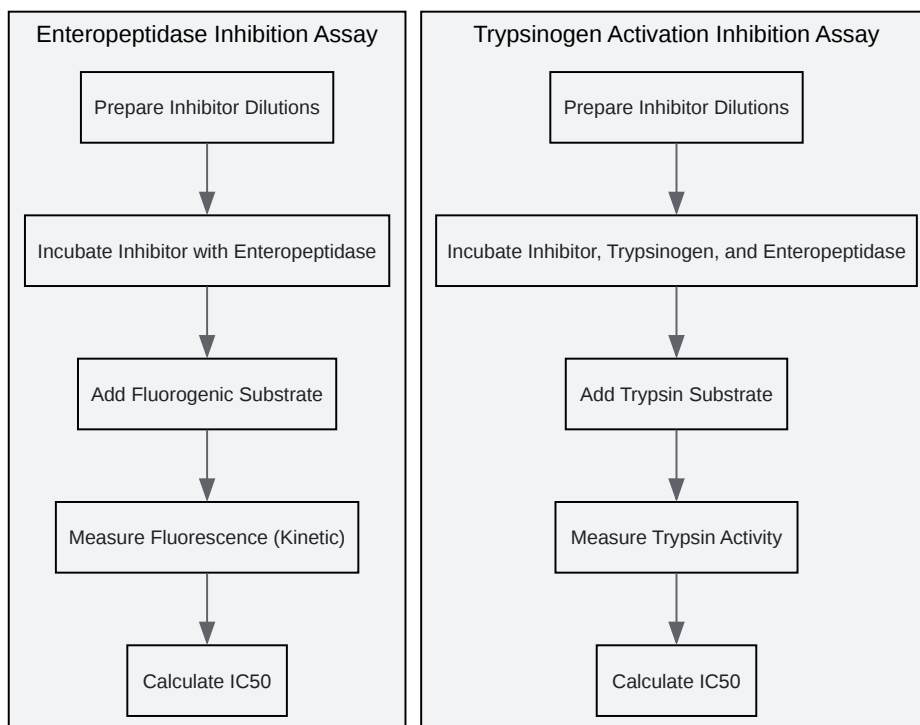 Enteropeptidase Inhibition Assay
Prepare Inhibitor Dilutions
Incubate Inhibitor with Enteropeptidase
Add Fluorogenic Substrate
Measure Fluorescence (Kinetic)
Calculate IC50
Trypsinogen Activation Inhibition Assay
Prepare Inhibitor Dilutions
Incubate Inhibitor, Trypsinogen, and Enteropeptidase
Add Trypsin Substrate
Measure Trypsin Activity
Calculate IC50